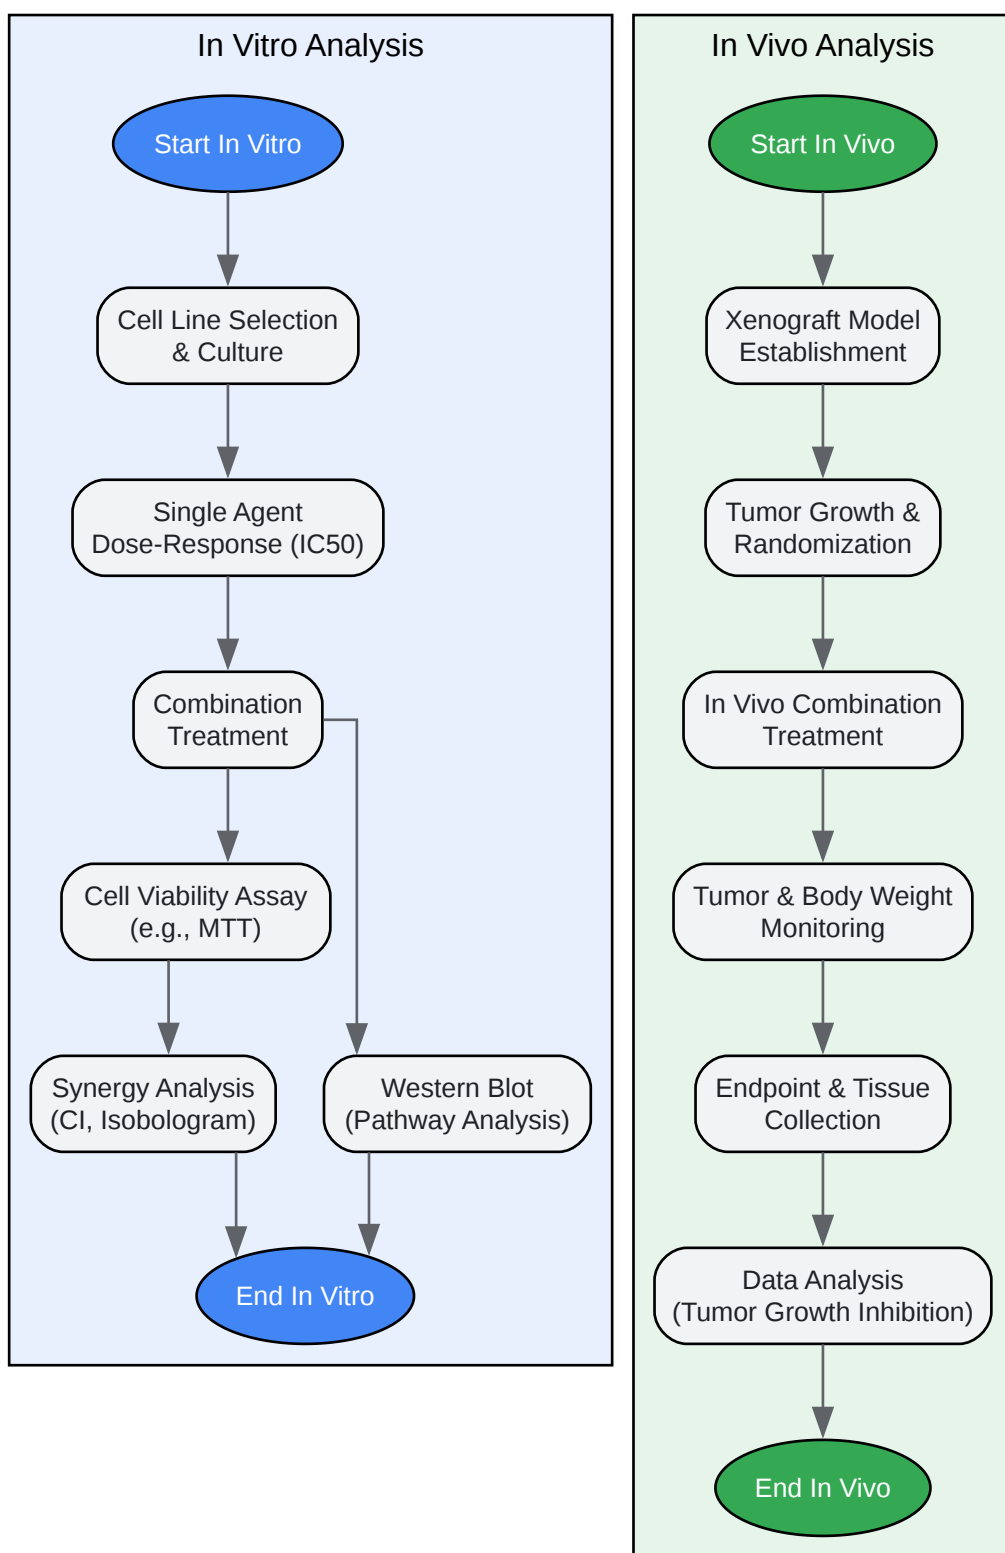 In Vitro Analysis
Start In Vitro
Cell Line Selection
& Culture
Single Agent
Dose-Response (IC50)
Combination
Treatment
Cell Viability Assay
(e.g., MTT)
Synergy Analysis
(CI, Isobologram)
Western Blot
(Pathway Analysis)
End In Vitro
In Vivo Analysis
Start In Vivo
Xenograft Model
Establishment
Tumor Growth &
Randomization
In Vivo Combination
Treatment
Tumor & Body Weight
Monitoring
Endpoint & Tissue
Collection
Data Analysis
(Tumor Growth Inhibition)
End In Vivo